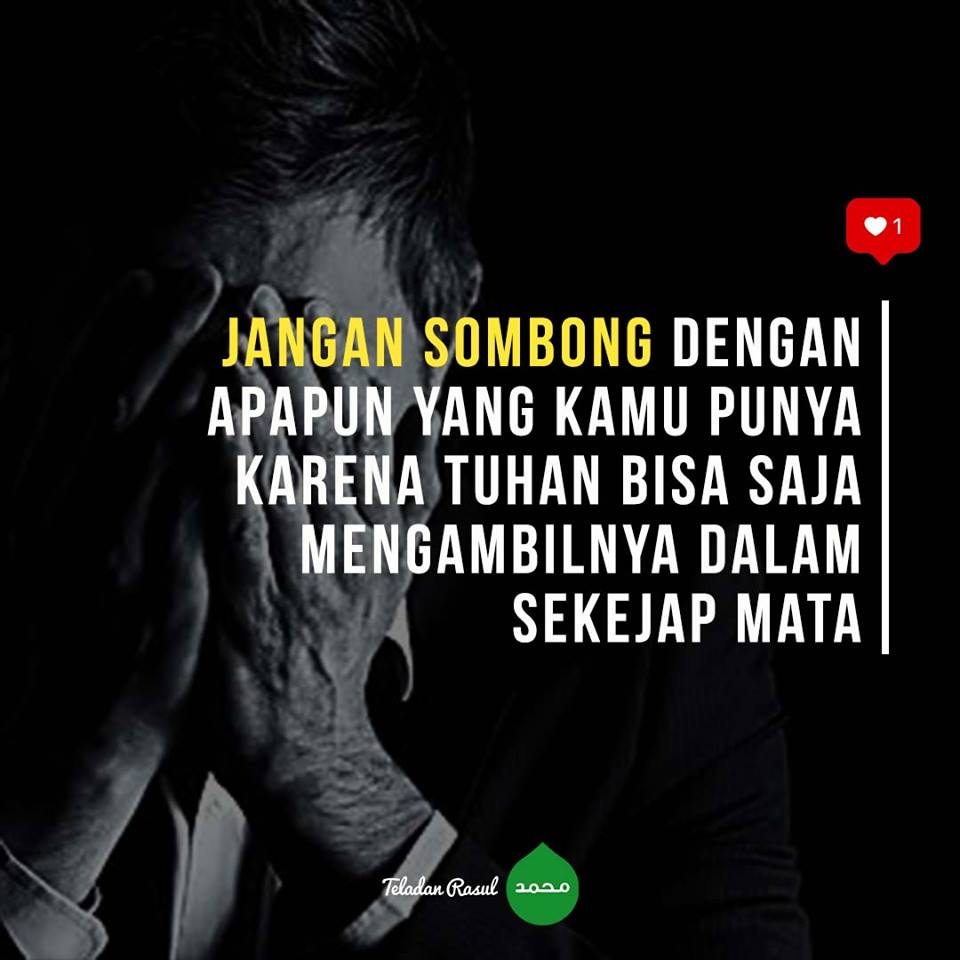 1
JANGAN SOMBONG DENGAN
APAPUN YANG KAMU PUNYA
KARENA TUHAN BISA SAJA
MENGAMBILNYA DALAM
SEKEJAP MATA
Teladan Rasul محمد